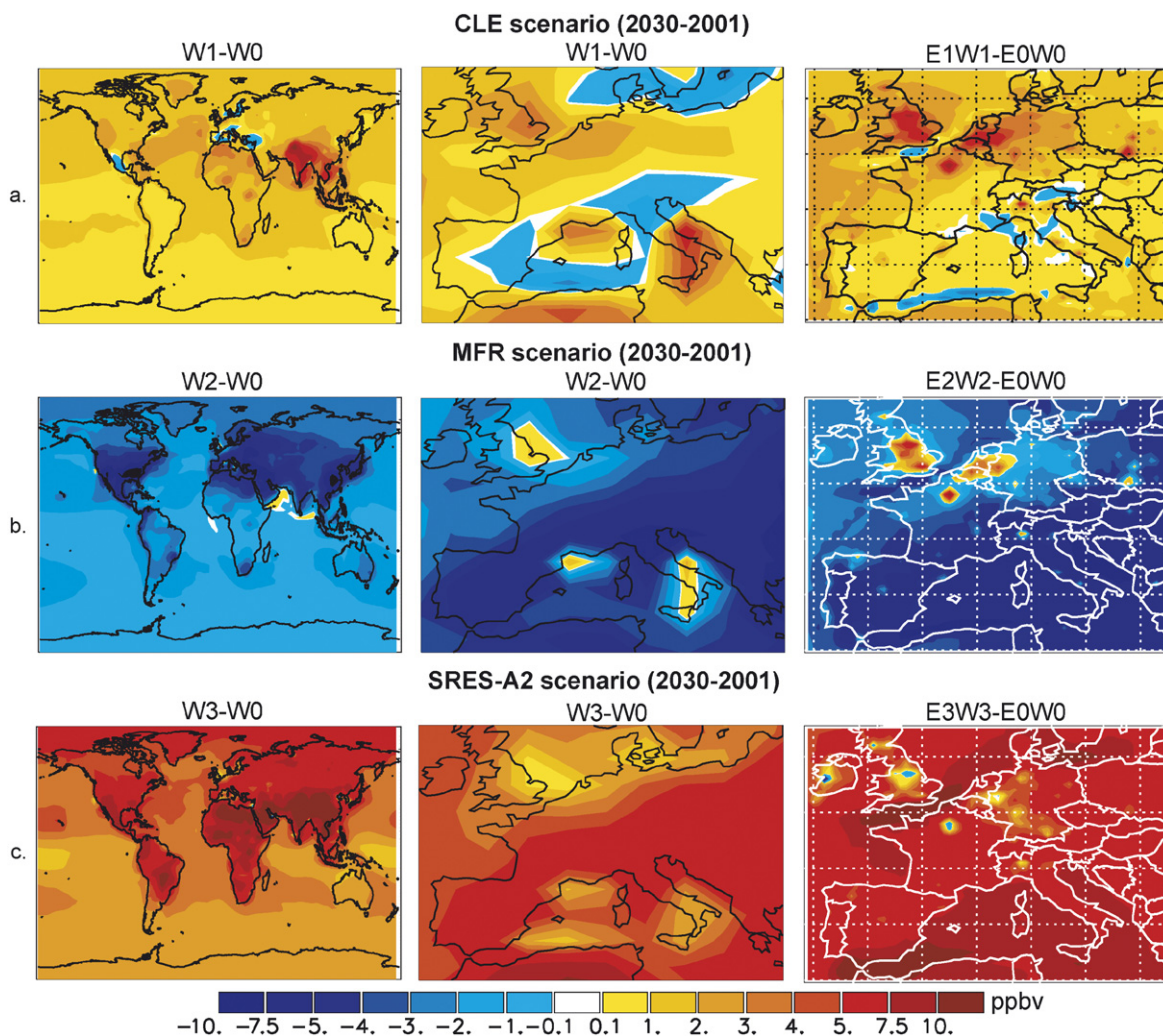 CLE scenario (2030-2001)
W1-W0 W1-W0 E1W1-E0W0
a.
MFR scenario (2030-2001)
W2-W0 W2-W0 E2W2-E0W0
b.
SRES-A2 scenario (2030-2001)
W3-W0 W3-W0 E3W3-E0W0
c.
ppbv
-10. -7.5 -5. -4. -3. -2. -1. -0.1 0.1 1. 2. 3. 4. 5. 7.5 10.